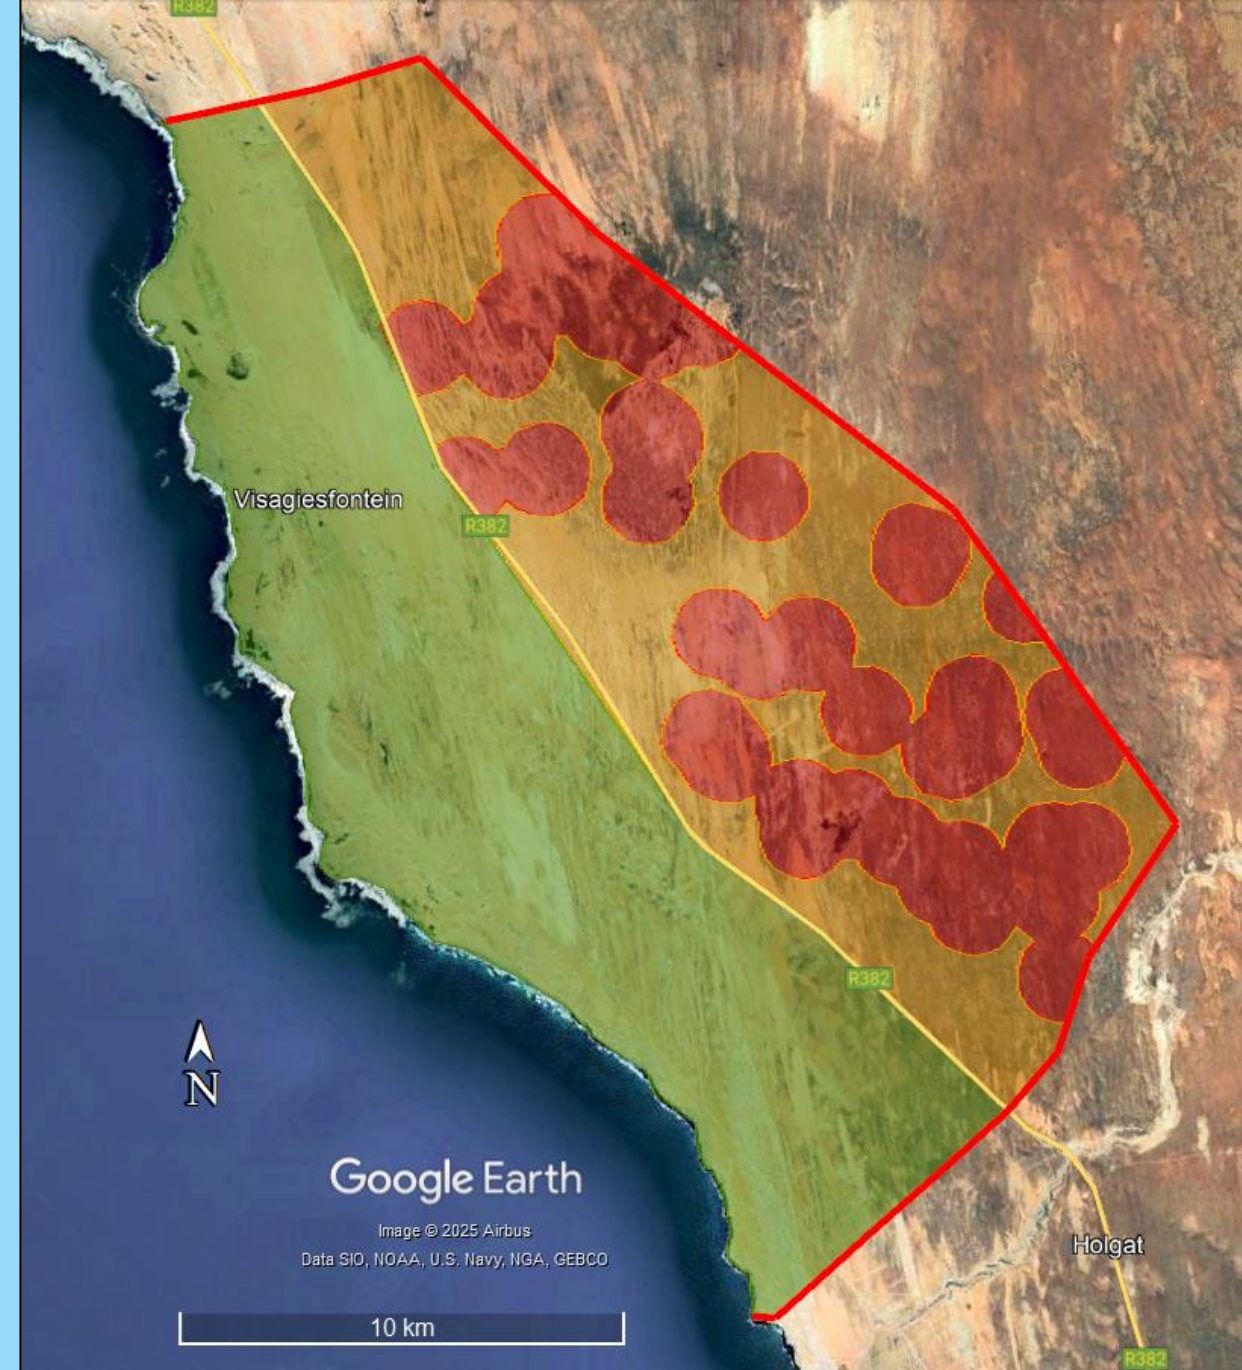 R382
Visagiesfontein
R382
R382
N
Google Earth
Image © 2025 Airbus
Data SIO, NOAA, U.S. Navy, NGA, GEBCO
Holgat
10 km
R382